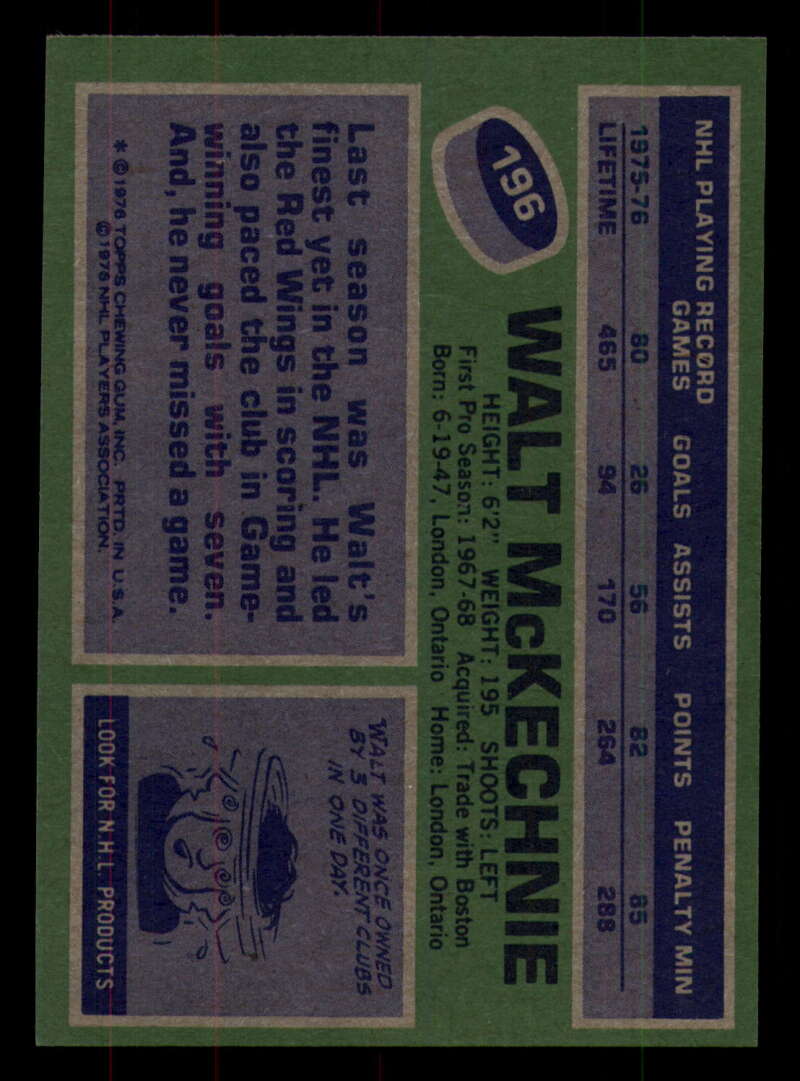 NHL PLAYING RECORD
GAMES GOALS ASSISTS POINTS PENALTY MIN
1975-76 80 26 56 82 85
LIFETIME 465 94 170 264 288
196
WALT McKECHNIE
HEIGHT: 6'2" WEIGHT: 195 SHOOTS: LEFT
First Pro Season: 1967-68 Acquired: Trade with Boston
Born: 6-19-47, London, Ontario Home: London, Ontario
Last season was Walt's
finest yet in the NHL. He led
the Red Wings in scoring and
also paced the club in Game-
winning goals with seven.
And, he never missed a game.
* © 1976 TOPPS CHEWING GUM, INC. PRTD. IN U.S.A.
© 1976 NHL PLAYERS ASSOCIATION.
WALT WAS ONCE OWNED
BY 3 DIFFERENT CLUBS
IN ONE DAY.
LOOK FOR N.H.L. PRODUCTS